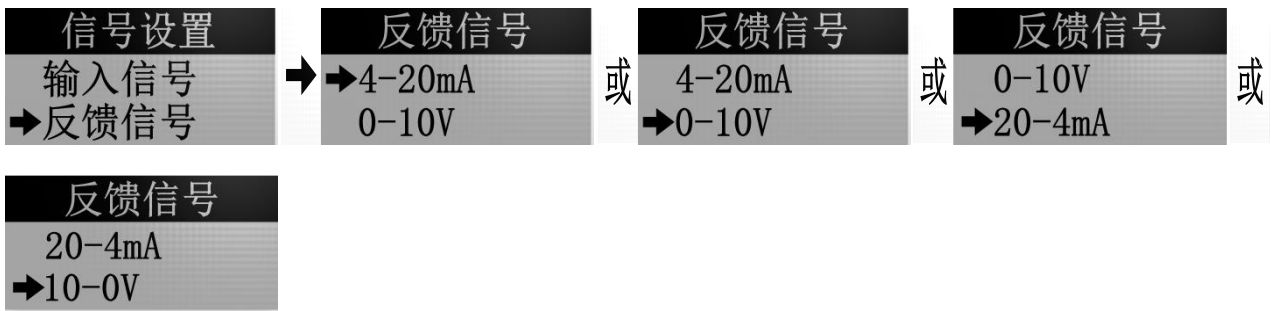 信号设置
输入信号
➡反馈信号
➡
反馈信号
➡4-20mA
0-10V
或
反馈信号
4-20mA
➡0-10V
或
反馈信号
0-10V
➡20-4mA
或
反馈信号
20-4mA
➡10-0V